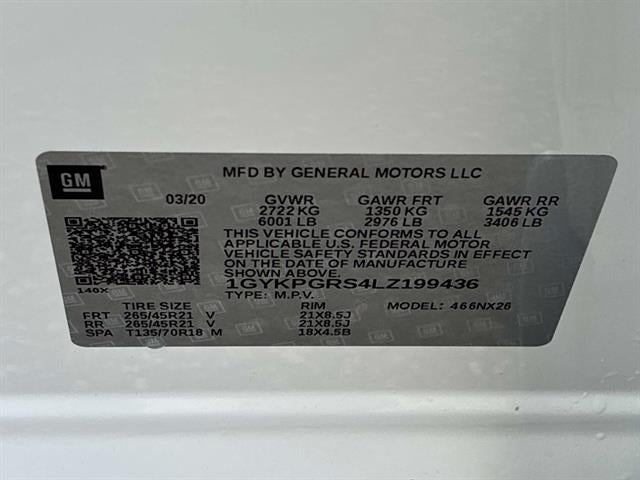 GM
MFD BY GENERAL MOTORS LLC
03/20 GVWR GAWR FRT GAWR RR
2722 KG 1350 KG 1545 KG
6001 LB 2976 LB 3406 LB
THIS VEHICLE CONFORMS TO ALL
APPLICABLE U.S. FEDERAL MOTOR
VEHICLE SAFETY STANDARDS IN EFFECT
ON THE DATE OF MANUFACTURE
SHOWN ABOVE.
140X
1GYKPGRS4LZ199436
TYPE: M.P.V. MODEL: 466NX26
TIRE SIZE RIM
FRT 265/45R21 V 21X8.5J
RR 265/45R21 V 21X8.5J
SPA T135/70R18 M 18X4.5B